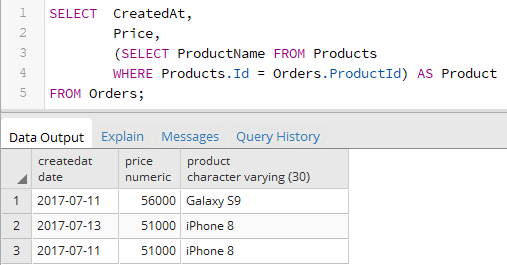 1 SELECT CreatedAt,
2 Price,
3 (SELECT ProductName FROM Products
4 WHERE Products.Id = Orders.ProductId) AS Product
5 FROM Orders;
Data Output Explain Messages Query History
createdat price product
date numeric character varying (30)
1 2017-07-11 56000 Galaxy S9
2 2017-07-13 51000 iPhone 8
3 2017-07-11 51000 iPhone 8